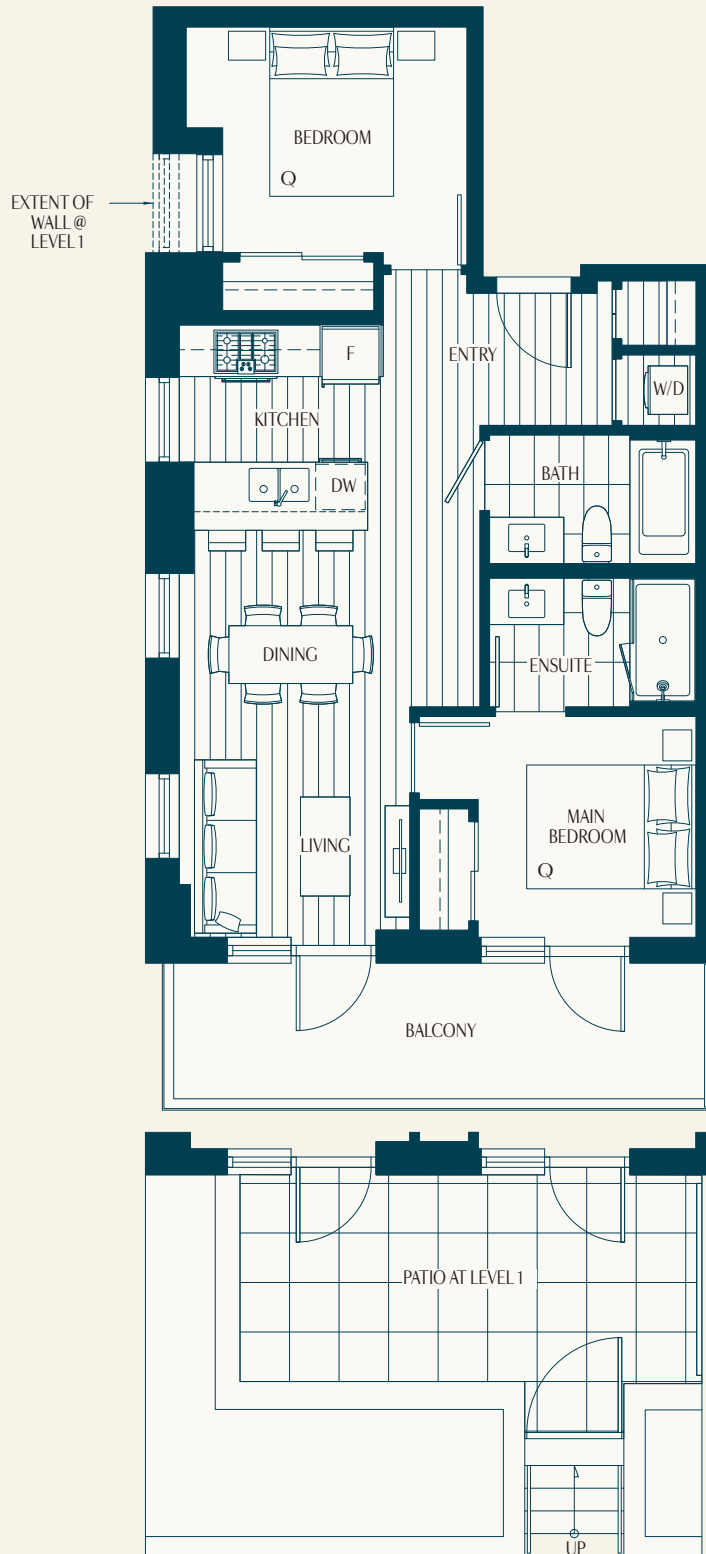 BEDROOM
Q
EXTENT OF
WALL @
LEVEL 1
F
ENTRY
W/D
KITCHEN
BATH
DW
DINING
ENSUITE
MAIN
BEDROOM
LIVING
Q
BALCONY
PATIO AT LEVEL 1
UP